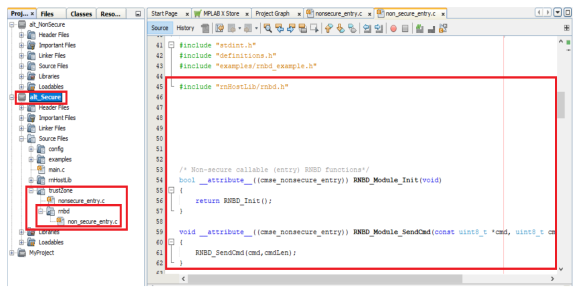 Proj... × Files Classes Reso...
alt_NonSecure
Header Files
Important Files
Linker Files
Source Files
Libraries
Loadables
alt_Secure
Header Files
Important Files
Linker Files
Source Files
config
examples
main.c
rnHostLib
trustZone
nonsecure_entry.c
rnbd
non_secure_entry.c
Libraries
Loadables
MyProject
Start Page × MPLAB X Store × Project Graph × nonsecure_entry.c × non_secure_entry.c ×
Source History
41 #include "stdint.h"
42 #include "definitions.h"
43 #include "examples/rnbd_example.h"
44
45 #include "rnHostLib/rnbd.h"
46
47
48
49
50
51
52
53 /* Non-secure callable (entry) RNBD functions*/
54 bool __attribute__((cmse_nonsecure_entry)) RNBD_Module_Init(void)
55 {
56 return RNBD_Init();
57 }
58
59 void __attribute__((cmse_nonsecure_entry)) RNBD_Module_SendCmd(const uint8_t *cmd, uint8_t cm
60 {
61 RNBD_SendCmd(cmd,cmdLen);
62 }
63